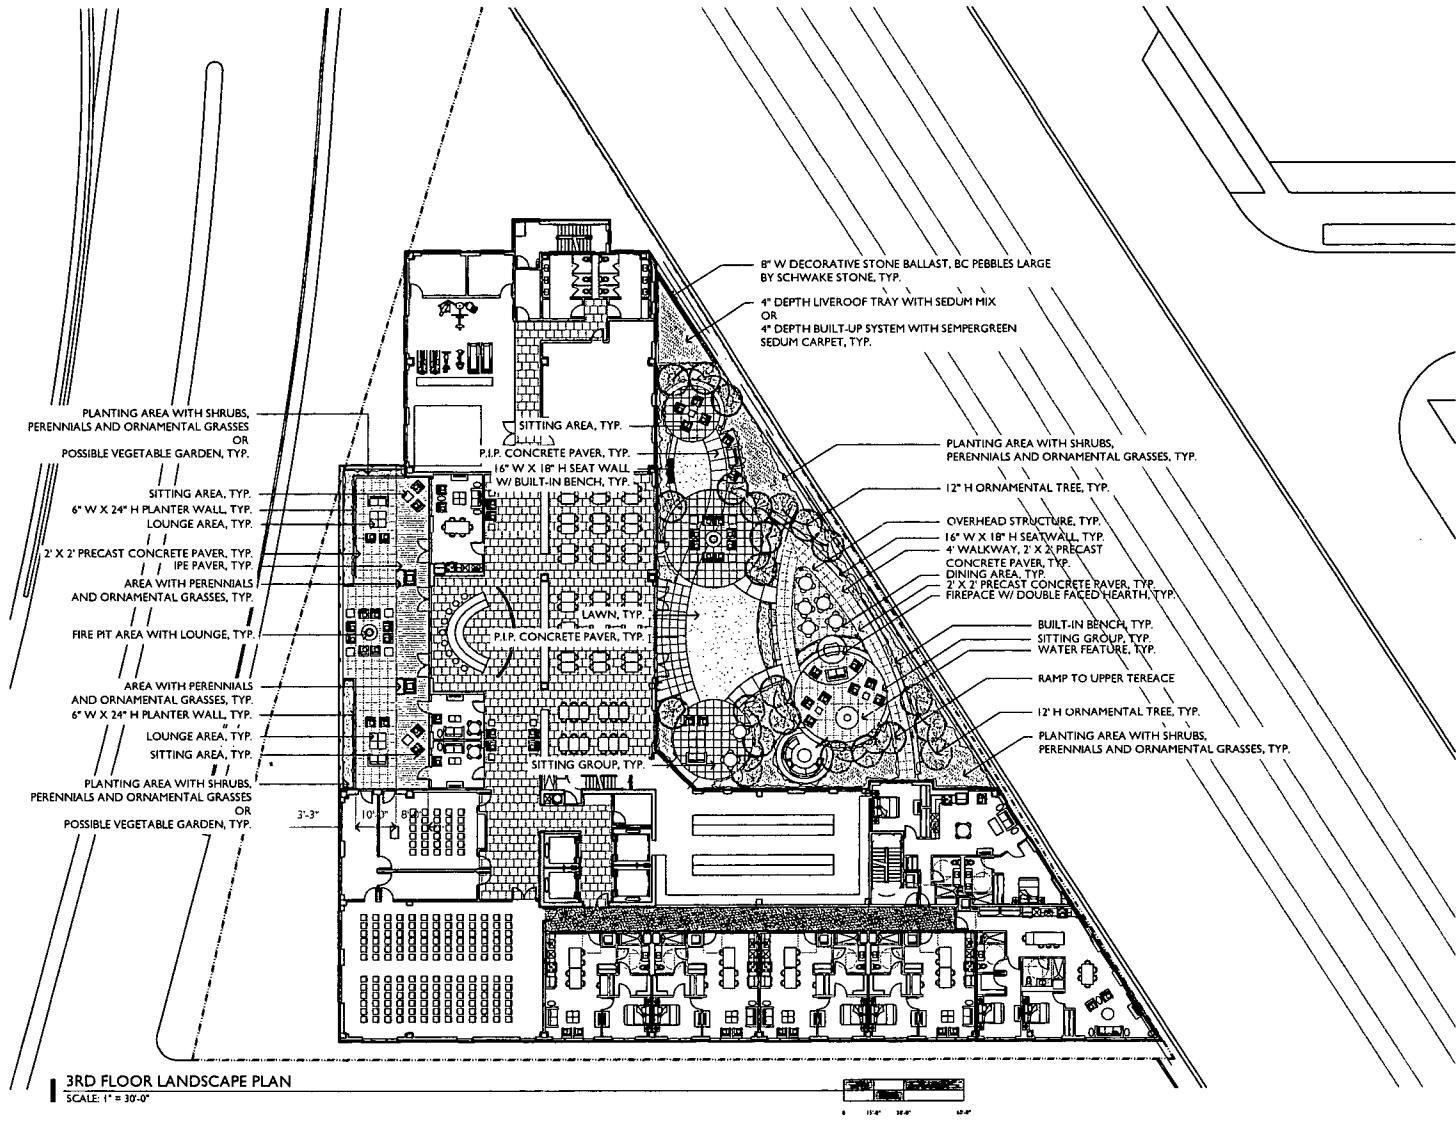 8" W DECORATIVE STONE BALLAST, BC PEBBLES LARGE
BY SCHWAKE STONE, TYP.
4" DEPTH LIVEROOF TRAY WITH SEDUM MIX
OR
4" DEPTH BUILT-UP SYSTEM WITH SEMPERGREEN
SEDUM CARPET, TYP.
PLANTING AREA WITH SHRUBS,
PERENNIALS AND ORNAMENTAL GRASSES
OR
POSSIBLE VEGETABLE GARDEN, TYP.
SITTING AREA, TYP.
6" W X 24" H PLANTER WALL, TYP.
LOUNGE AREA, TYP.
2' X 2' PRECAST CONCRETE PAVER, TYP.
IPE PAVER, TYP.
AREA WITH PERENNIALS
AND ORNAMENTAL GRASSES, TYP.
FIRE PIT AREA WITH LOUNGE, TYP.
AREA WITH PERENNIALS
AND ORNAMENTAL GRASSES, TYP.
6" W X 24" H PLANTER WALL, TYP.
LOUNGE AREA, TYP.
SITTING AREA, TYP.
PLANTING AREA WITH SHRUBS,
PERENNIALS AND ORNAMENTAL GRASSES
OR
POSSIBLE VEGETABLE GARDEN, TYP.
3'-3"
10'-0"
SITTING AREA, TYP.
P.I.P. CONCRETE PAVER, TYP.
16" W X 18" H SEAT WALL
W/ BUILT-IN BENCH, TYP.
LAWN, TYP.
P.I.P. CONCRETE PAVER, TYP.
SITTING GROUP, TYP.
PLANTING AREA WITH SHRUBS,
PERENNIALS AND ORNAMENTAL GRASSES, TYP.
12" H ORNAMENTAL TREE, TYP.
OVERHEAD STRUCTURE, TYP.
16" W X 18" H SEATWALL, TYP.
4' WALKWAY, 2' X 2' PRECAST
CONCRETE PAVER, TYP.
DINING AREA, TYP.
2' X 2' PRECAST CONCRETE PAVER, TYP.
FIREPACE W/ DOUBLE FACED HEARTH, TYP.
BUILT-IN BENCH, TYP.
SITTING GROUP, TYP.
WATER FEATURE, TYP.
RAMP TO UPPER TEREACE
12' H ORNAMENTAL TREE, TYP.
PLANTING AREA WITH SHRUBS,
PERENNIALS AND ORNAMENTAL GRASSES, TYP.
3RD FLOOR LANDSCAPE PLAN
SCALE: 1" = 30'-0"
0 15'-0" 30'-0" 60'-0"